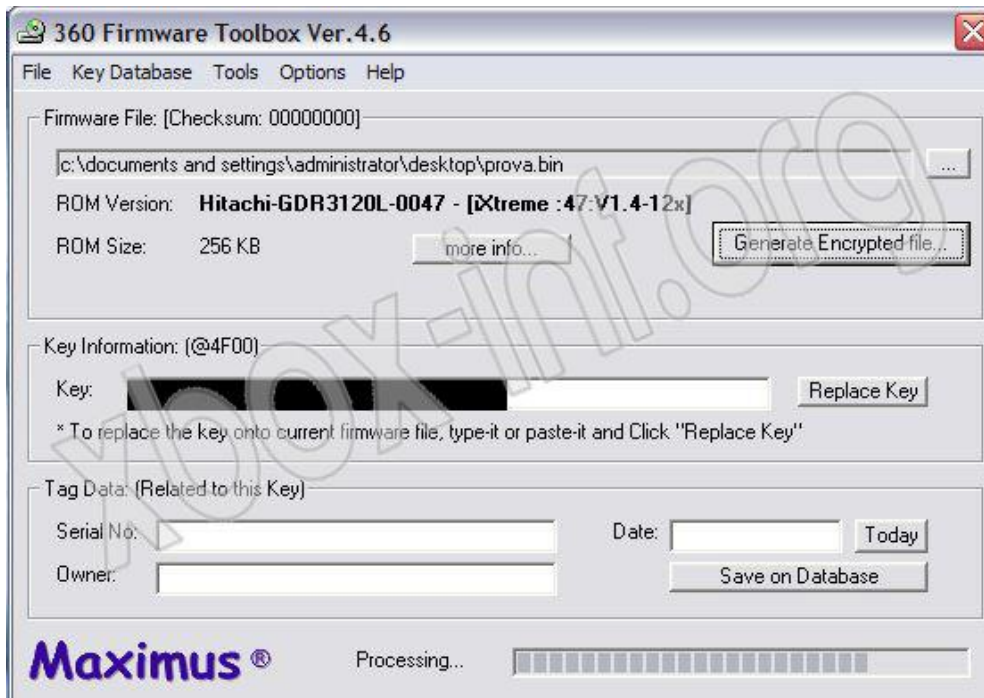 360 Firmware Toolbox Ver.4.6
File Key Database Tools Options Help
Firmware File: [Checksum: 00000000]
c:\documents and settings\administrator\desktop\prova.bin ...
ROM Version: Hitachi-GDR3120L-0047 - [iXtreme :47:V1.4-12x]
ROM Size: 256 KB more info... Generate Encrypted file...
Key Information: (@4F00)
Key: Replace Key
* To replace the key onto current firmware file, type-it or paste-it and Click "Replace Key"
Tag Data: (Related to this Key)
Serial No: Date: Today
Owner: Save on Database
Maximus ® Processing...
xbox-inf.org